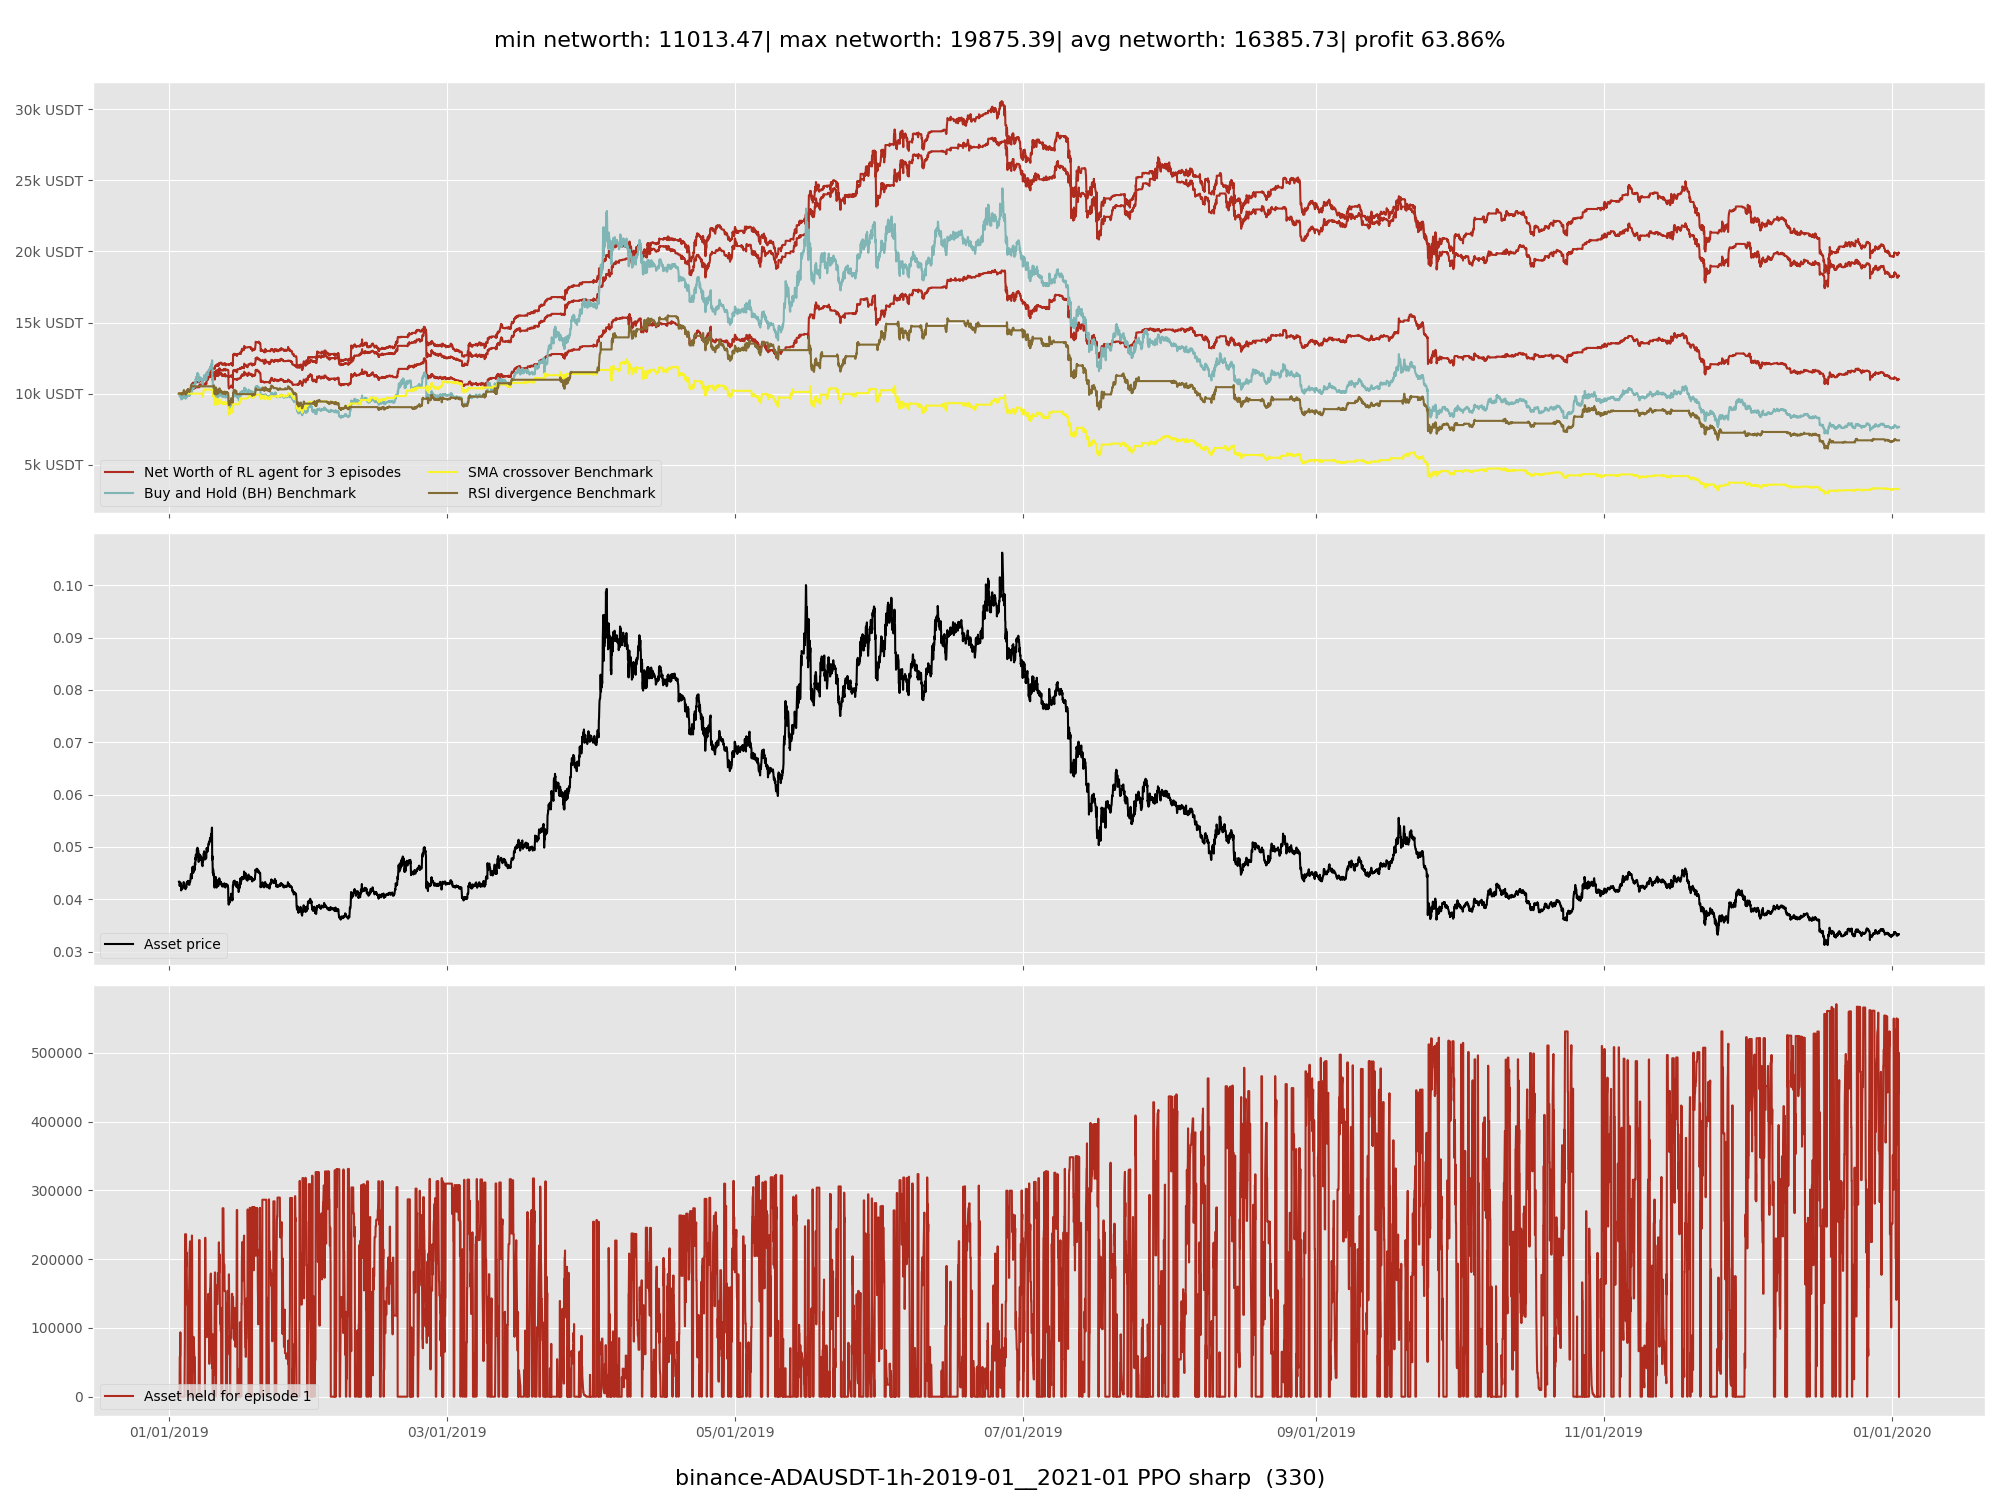 min networth: 11013.47| max networth: 19875.39| avg networth: 16385.73| profit 63.86%
30k USDT
25k USDT
20k USDT
15k USDT
10k USDT
5k USDT
Net Worth of RL agent for 3 episodes
Buy and Hold (BH) Benchmark
SMA crossover Benchmark
RSI divergence Benchmark
0.10
0.09
0.08
0.07
0.06
0.05
0.04
0.03
Asset price
500000
400000
300000
200000
100000
0
Asset held for episode 1
01/01/2019 03/01/2019 05/01/2019 07/01/2019 09/01/2019 11/01/2019 01/01/2020
binance-ADAUSDT-1h-2019-01__2021-01 PPO sharp  (330)